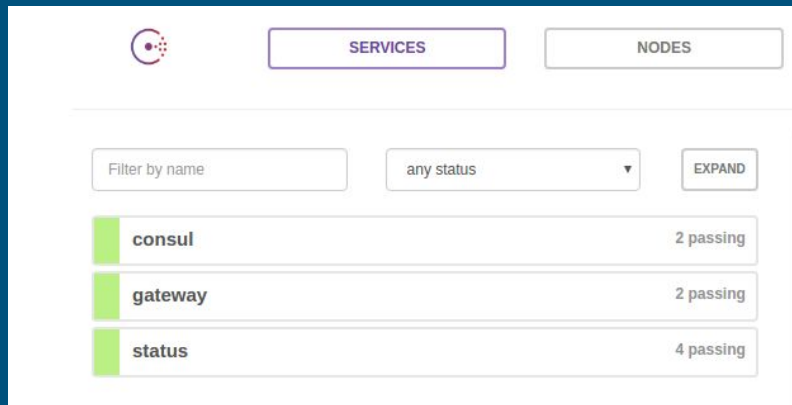 SERVICES NODES
Filter by name any status EXPAND
consul 2 passing
gateway 2 passing
status 4 passing